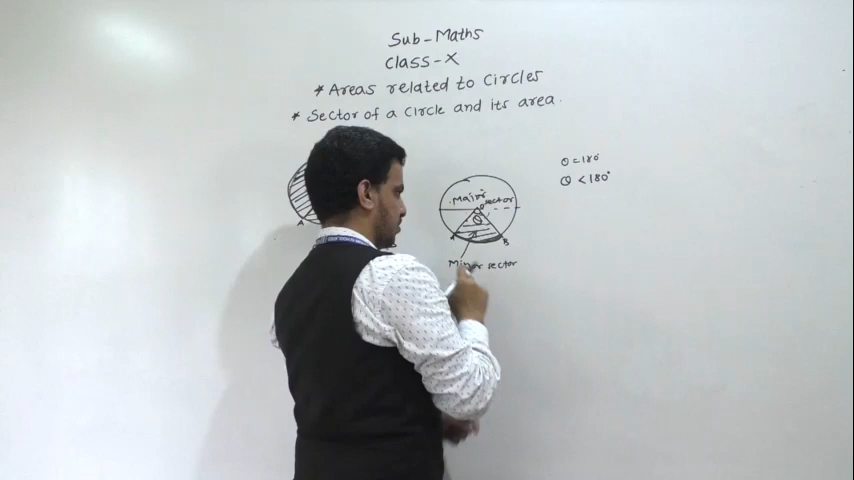 Sub-Maths
Class-X
* Areas related to Circles
* Sector of a Circle and its area.
θ=180°
θ <180°
Major
sector
O
θ
A
A
B
Minor sector